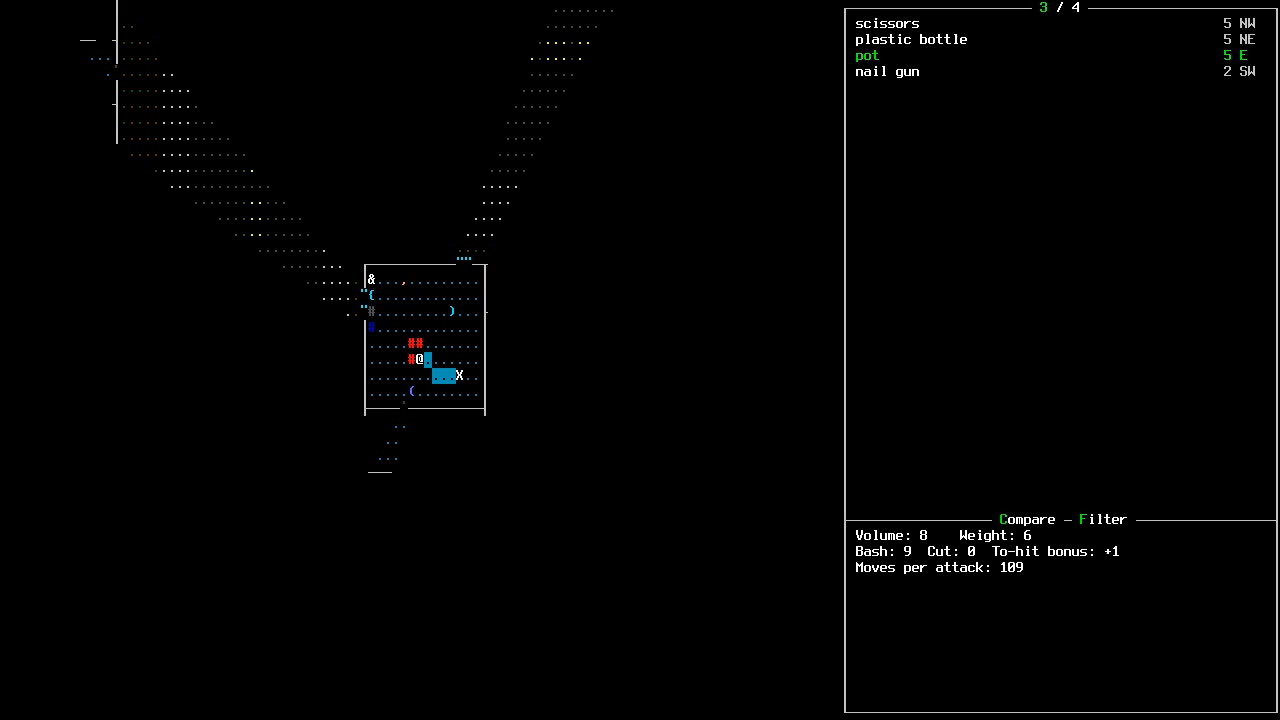 3 / 4
scissors 5 NW
plastic bottle 5 NE
pot 5 E
nail gun 2 SW
Compare - Filter
Volume: 8 Weight: 6
Bash: 9 Cut: 0 To-hit bonus: +1
Moves per attack: 109